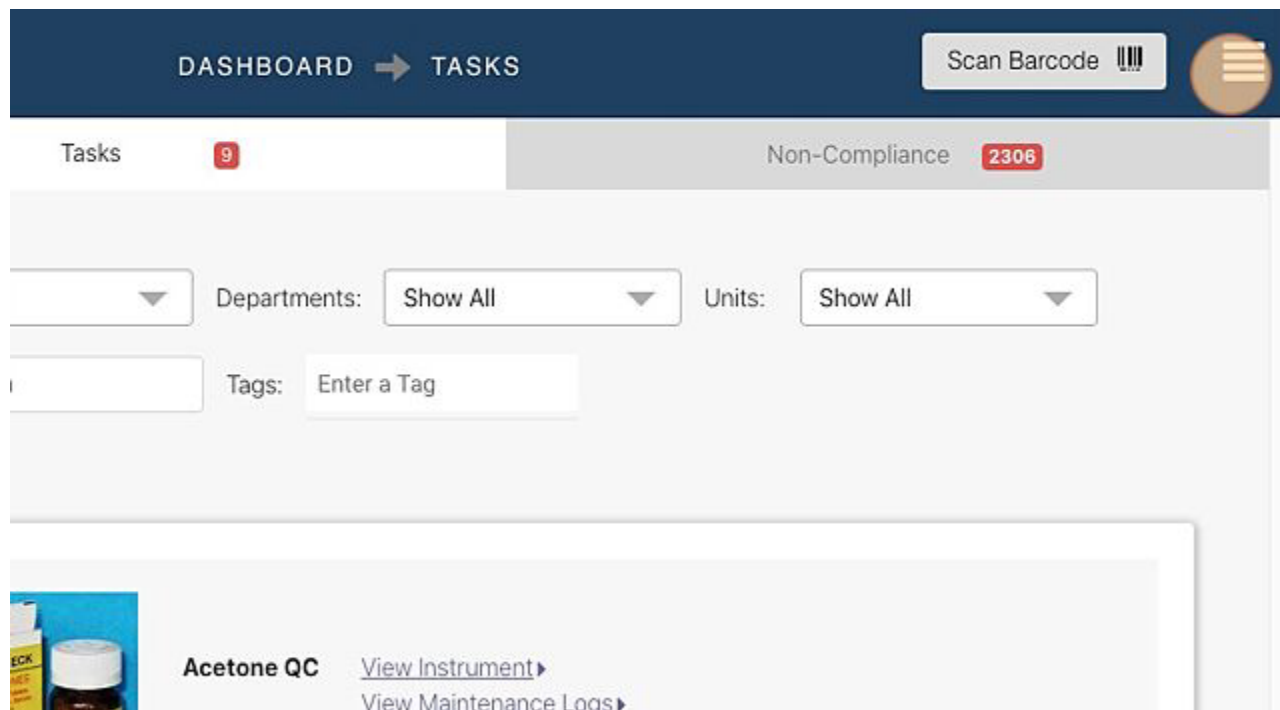 DASHBOARD TASKS
Scan Barcode
Tasks 9
Non-Compliance 2306
Departments: Show All Units: Show All
Tags: Enter a Tag
ECK
Acetone QC View Instrument
View Maintenance Logs